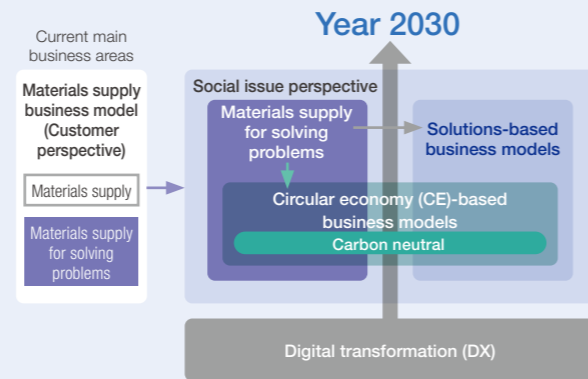 Year 2030
Current main
business areas
Materials supply
business model
(Customer
perspective)
Materials supply
Materials supply
for solving
problems
Social issue perspective
Materials supply
for solving
problems
Solutions-based
business models
Circular economy (CE)-based
business models
Carbon neutral
Digital transformation (DX)